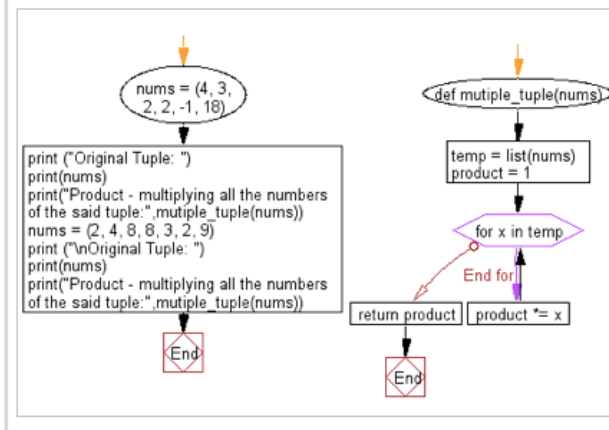 nums = (4, 3,
2, 2, -1, 18)
print ("Original Tuple: ")
print(nums)
print("Product - multiplying all the numbers
of the said tuple:",mutiple_tuple(nums))
nums = (2, 4, 8, 8, 3, 2, 9)
print ("\nOriginal Tuple: ")
print(nums)
print("Product - multiplying all the numbers
of the said tuple:",mutiple_tuple(nums))
End
def mutiple_tuple(nums)
temp = list(nums)
product = 1
for x in temp
End for
return product
product *= x
End